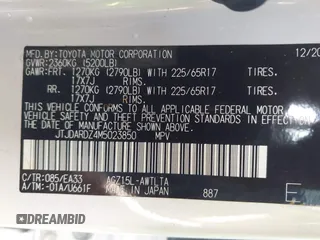 MFD.BY:TOYOTA MOTOR CORPORATION 12/20
GVWR:2360KG (5200LB)
GAWR:FRT. 1270KG (2790LB) WITH 225/65R17 TIRES,
17X7J RIMS,
RR. 1270KG (2790LB) WITH 225/65R17 TIRES,
17X7J RIMS,
THIS VEHICLE CONFORMS TO ALL APPLICABLE
FEDERAL MOTOR VEHICLE SAFETY, BUMPER, AND
THEFT PREVENTION STANDARDS IN EFFECT ON
THE DATE OF MANUFACTURE SHOWN ABOVE.
JTJDARDZ4M5023850 MPV
C/TR:085/EA33 AGZ15L-AWTLTA
A/TM:-01A/U661F MADE IN JAPAN 887
E